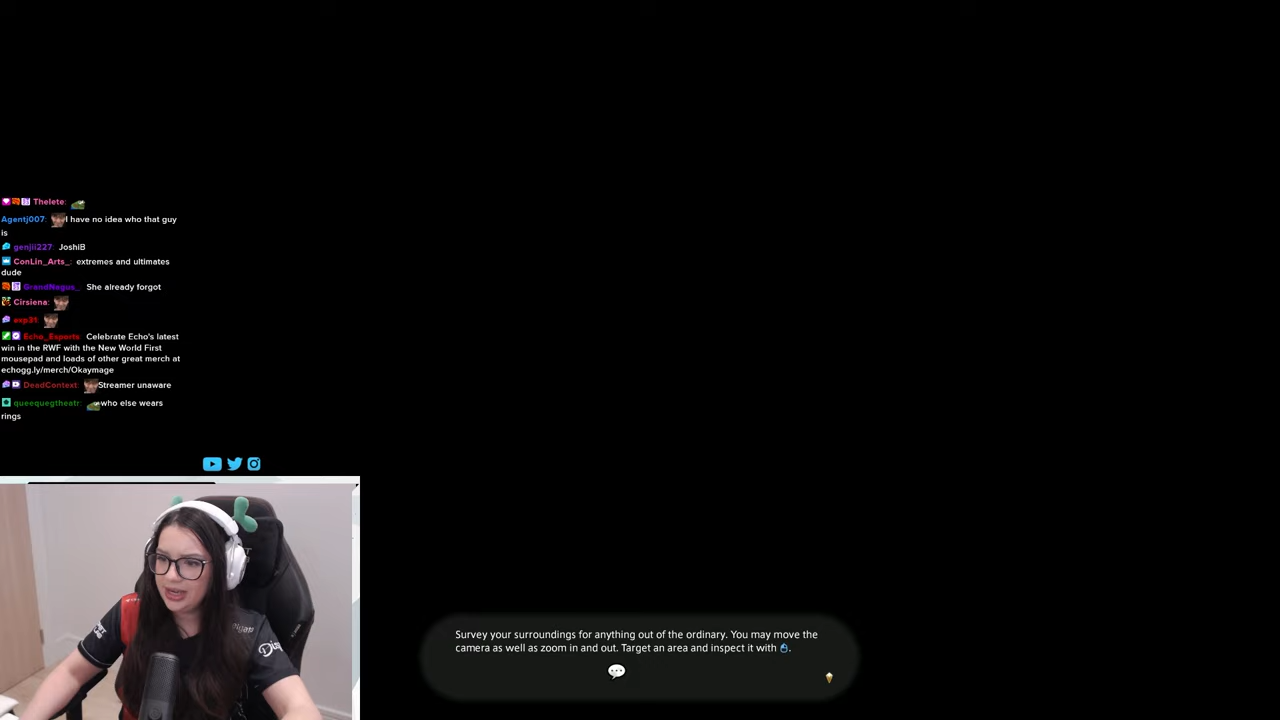 Thelete:
Agentj007: I have no idea who that guy
is
genjii227: JoshIB
ConLin_Arts_: extremes and ultimates
dude
GrandNagus_ She already forgot
Cirsiena:
exp31:
Echo_Esports Celebrate Echo's latest
win in the RWF with the New World First
mousepad and loads of other great merch at
echogg.ly/merch/Okaymage
DeadContext: Streamer unaware
queequegtheatr: who else wears
rings
Survey your surroundings for anything out of the ordinary. You may move the
camera as well as zoom in and out. Target an area and inspect it with .